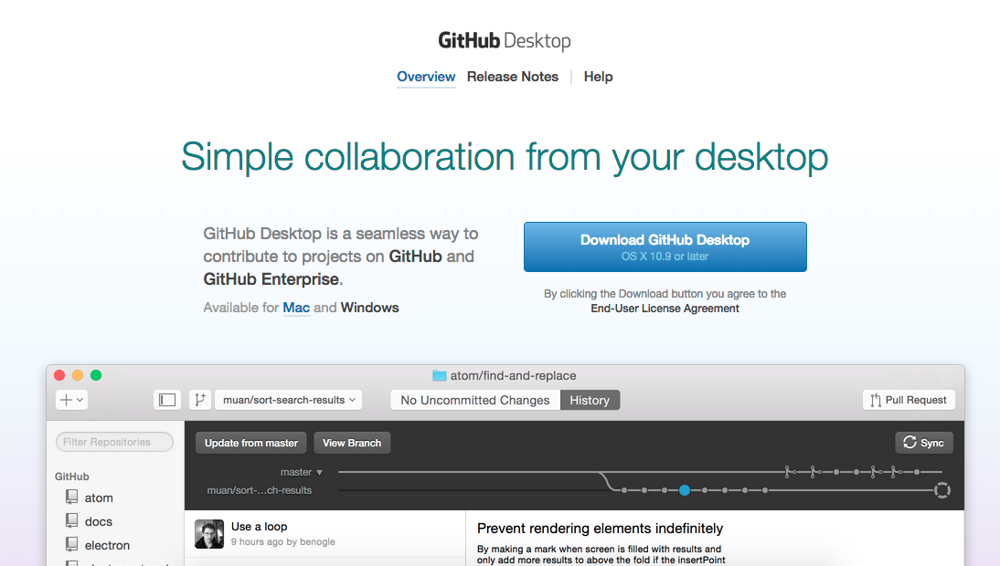 GitHub Desktop
Overview Release Notes Help
Simple collaboration from your desktop
GitHub Desktop is a seamless way to
contribute to projects on GitHub and
GitHub Enterprise.
Available for Mac and Windows
Download GitHub Desktop
OS X 10.9 or later
By clicking the Download button you agree to the
End-User License Agreement
atom/find-and-replace
muan/sort-search-results No Uncommitted Changes History Pull Request
Filter Repositories
GitHub
atom
docs
electron
Update from master View Branch Sync
master
muan/sort-...ch-results
Use a loop
9 hours ago by benogle
Prevent rendering elements indefinitely
By making a mark when screen is filled with results and
only add more results to above the fold if the insertPoint